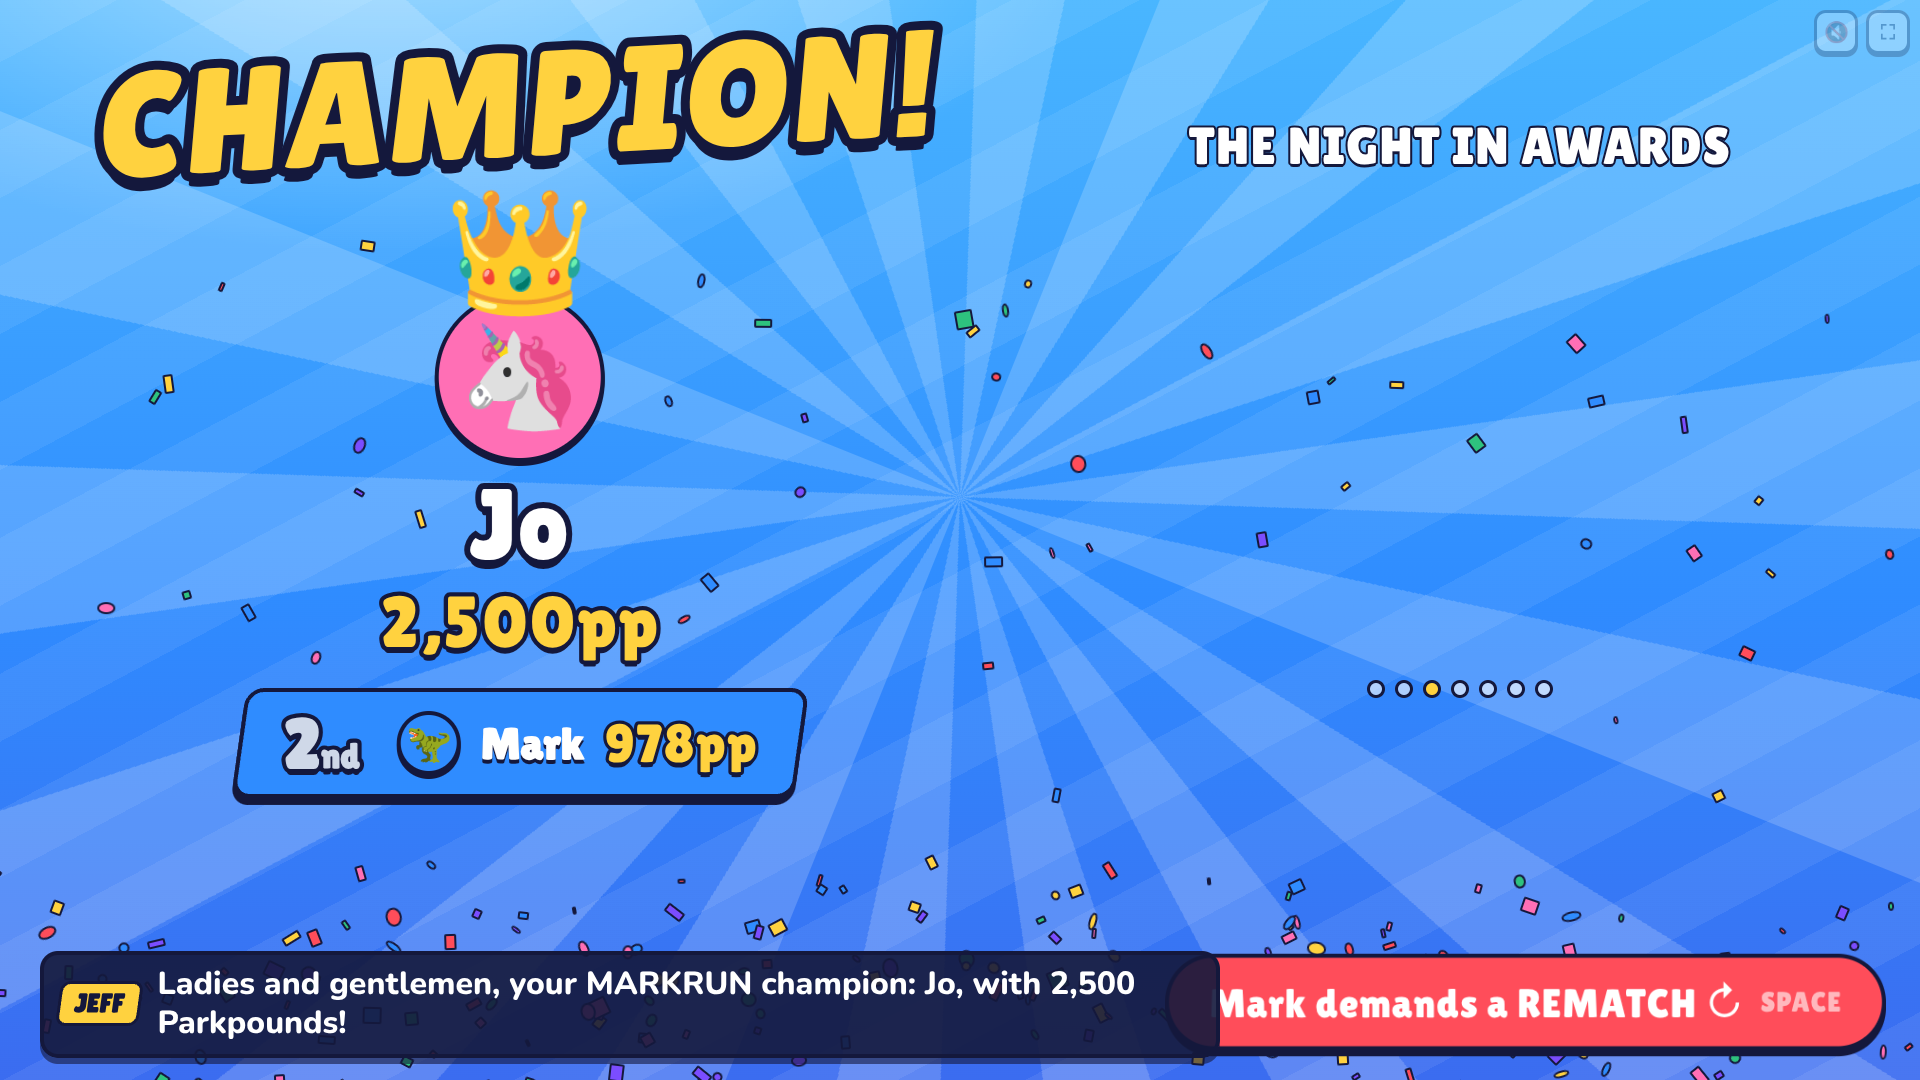 CHAMPION!
THE NIGHT IN AWARDS
Jo
2,500pp
2nd Mark 978pp
JEFF
Ladies and gentlemen, your MARKRUN champion: Jo, with 2,500
Parkpounds!
Mark demands a REMATCH SPACE